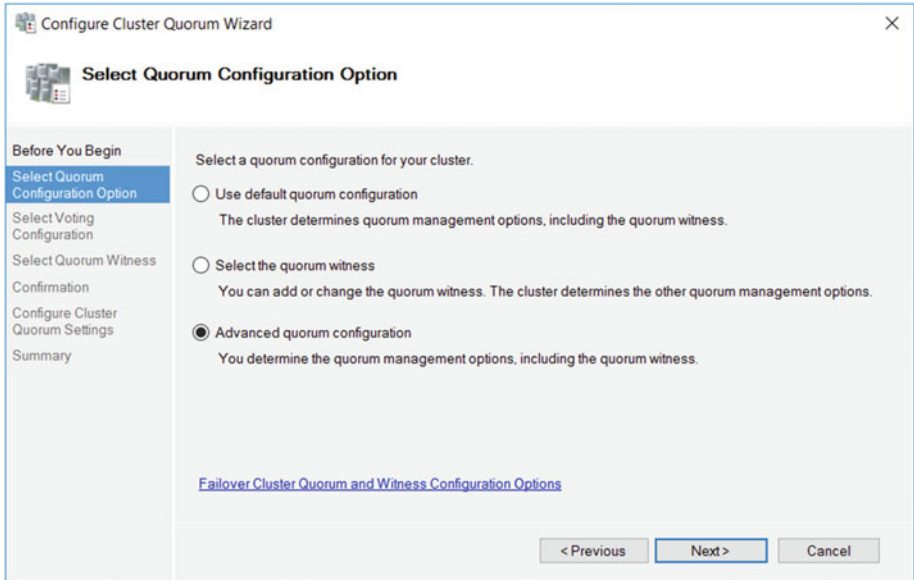 Configure Cluster Quorum Wizard
Select Quorum Configuration Option
Before You Begin
Select Quorum
Configuration Option
Select Voting
Configuration
Select Quorum Witness
Confirmation
Configure Cluster
Quorum Settings
Summary
Select a quorum configuration for your cluster.
Use default quorum configuration
The cluster determines quorum management options, including the quorum witness.
Select the quorum witness
You can add or change the quorum witness. The cluster determines the other quorum management options.
Advanced quorum configuration
You determine the quorum management options, including the quorum witness.
Failover Cluster Quorum and Witness Configuration Options
< Previous
Next >
Cancel